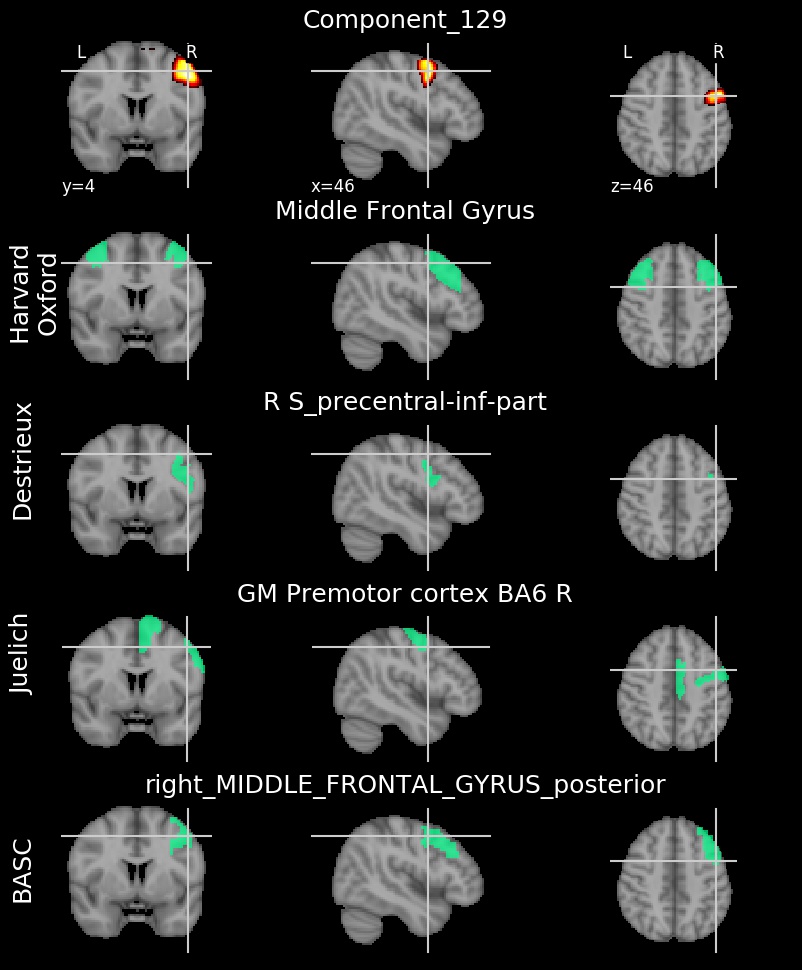 Component_129
L R
L R
y=4
x=46
z=46
Middle Frontal Gyrus
Harvard
Oxford
R S_precentral-inf-part
Destrieux
GM Premotor cortex BA6 R
Juelich
right_MIDDLE_FRONTAL_GYRUS_posterior
BASC